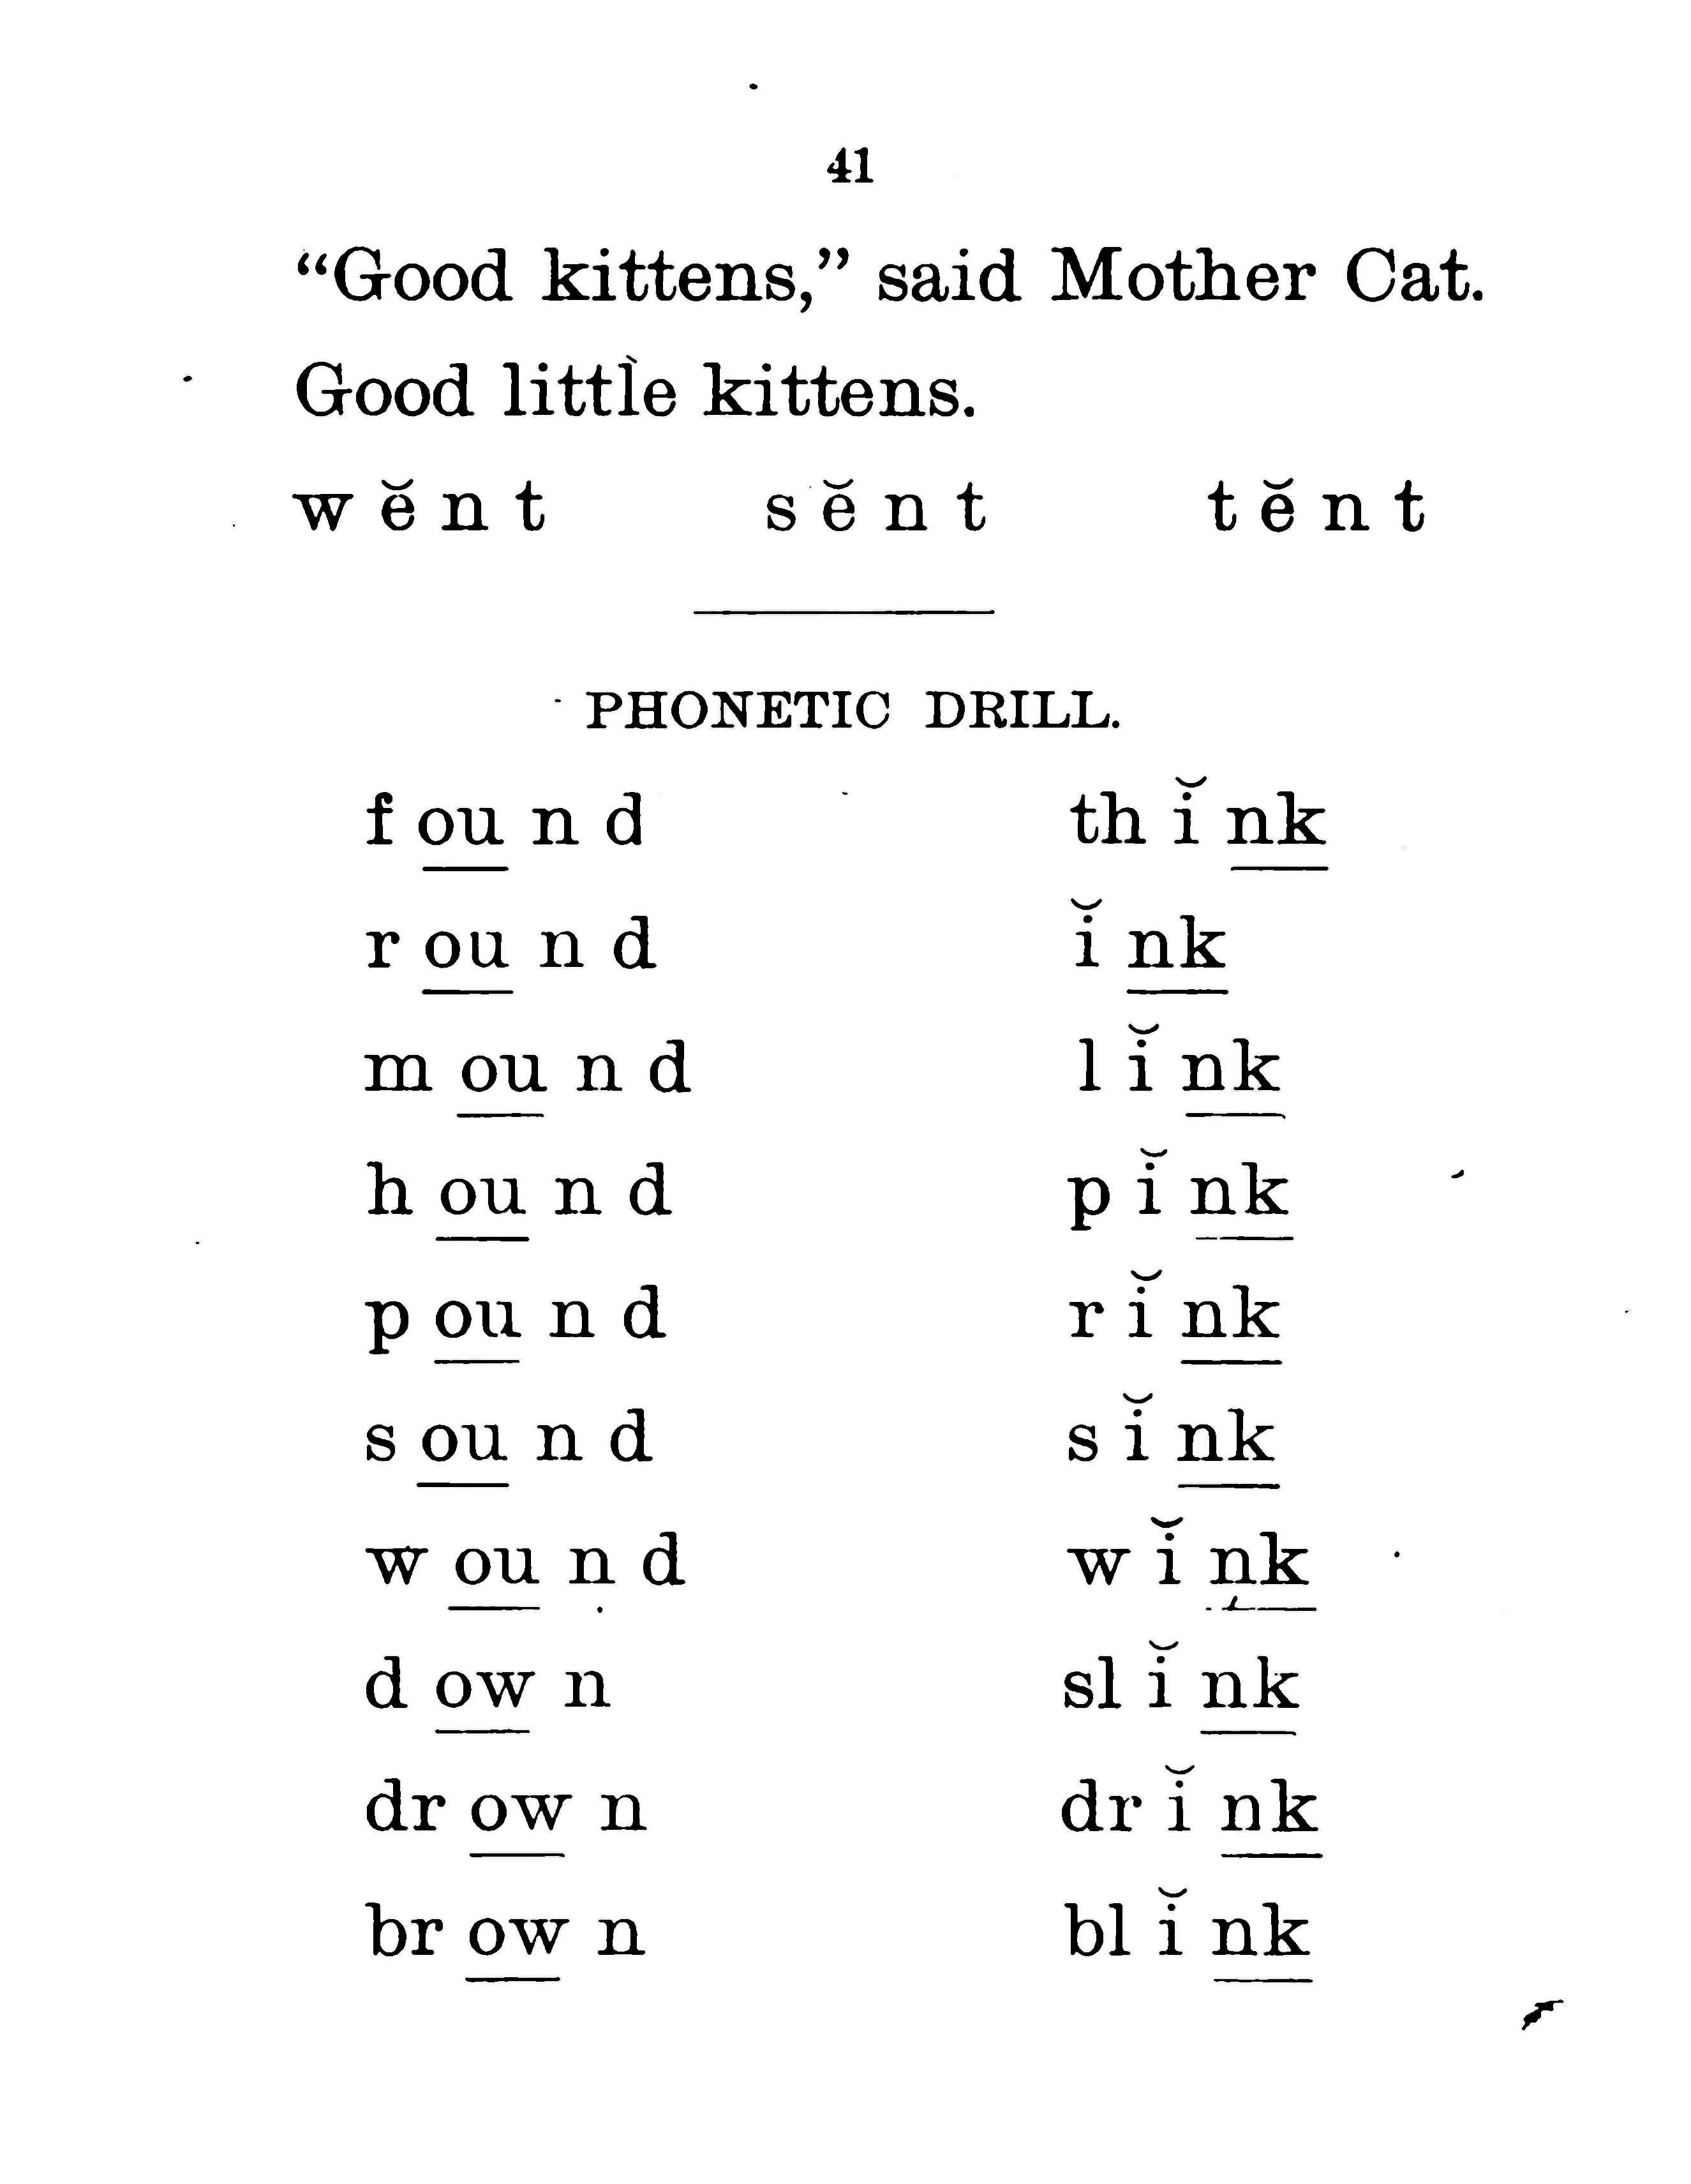 41
“Good kittens,” said Mother Cat.
Good little kittens.
w ĕ n t s ĕ n t t ĕ n t
PHONETIC DRILL.
f ou n d th ĭ nk
r ou n d ĭ nk
m ou n d l ĭ nk
h ou n d p ĭ nk
p ou n d r ĭ nk
s ou n d s ĭ nk
w ou n d w ĭ nk
d ow n sl ĭ nk
dr ow n dr ĭ nk
br ow n bl ĭ nk